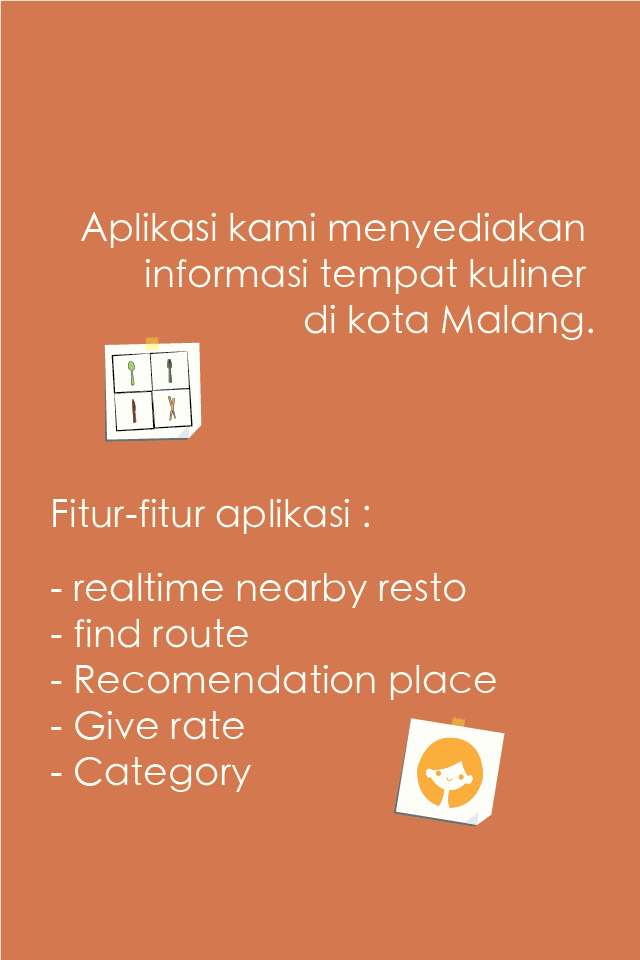 Aplikasi kami menyediakan
informasi tempat kuliner
di kota Malang.
Fitur-fitur aplikasi :
- realtime nearby resto
- find route
- Recomendation place
- Give rate
- Category